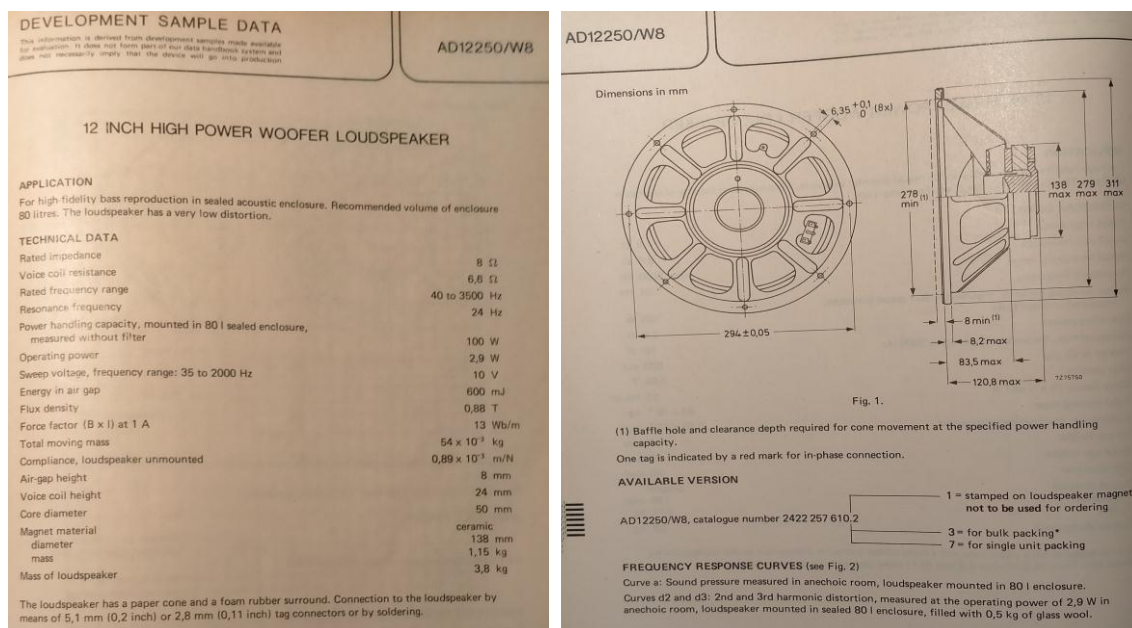 DEVELOPMENT SAMPLE DATA
This information is derived from development samples made available
for evaluation. It does not form part of our data handbook system and
does not necessarily imply that the device will go into production
AD12250/W8
12 INCH HIGH POWER WOOFER LOUDSPEAKER
APPLICATION
For high-fidelity bass reproduction in sealed acoustic enclosure. Recommended volume of enclosure
80 litres. The loudspeaker has a very low distortion.
TECHNICAL DATA
Rated impedance 8 Ω
Voice coil resistance 6,6 Ω
Rated frequency range 40 to 3500 Hz
Resonance frequency 24 Hz
Power handling capacity, mounted in 80 l sealed enclosure,
measured without filter 100 W
Operating power 2,9 W
Sweep voltage, frequency range: 35 to 2000 Hz 10 V
Energy in air gap 600 mJ
Flux density 0,88 T
Force factor (B x l) at 1 A 13 Wb/m
Total moving mass 54 x 10⁻³ kg
Compliance, loudspeaker unmounted 0,89 x 10⁻³ m/N
Air-gap height 8 mm
Voice coil height 24 mm
Core diameter 50 mm
Magnet material ceramic
diameter 138 mm
mass 1,15 kg
Mass of loudspeaker 3,8 kg
The loudspeaker has a paper cone and a foam rubber surround. Connection to the loudspeaker by
means of 5,1 mm (0,2 inch) or 2,8 mm (0,11 inch) tag connectors or by soldering.
AD12250/W8
Dimensions in mm
6,35 +0,1 0 (8x)
278 (1) min
138 max 279 max 311 max
294 ± 0,05
8 min (1)
8,2 max
83,5 max
120,8 max
7275750
Fig. 1.
(1) Baffle hole and clearance depth required for cone movement at the specified power handling
capacity.
One tag is indicated by a red mark for in-phase connection.
AVAILABLE VERSION
1 = stamped on loudspeaker magnet
not to be used for ordering
AD12250/W8, catalogue number 2422 257 610.2
3 = for bulk packing*
7 = for single unit packing
FREQUENCY RESPONSE CURVES (see Fig. 2)
Curve a: Sound pressure measured in anechoic room, loudspeaker mounted in 80 l enclosure.
Curves d2 and d3: 2nd and 3rd harmonic distortion, measured at the operating power of 2,9 W in
anechoic room, loudspeaker mounted in sealed 80 l enclosure, filled with 0,5 kg of glass wool.